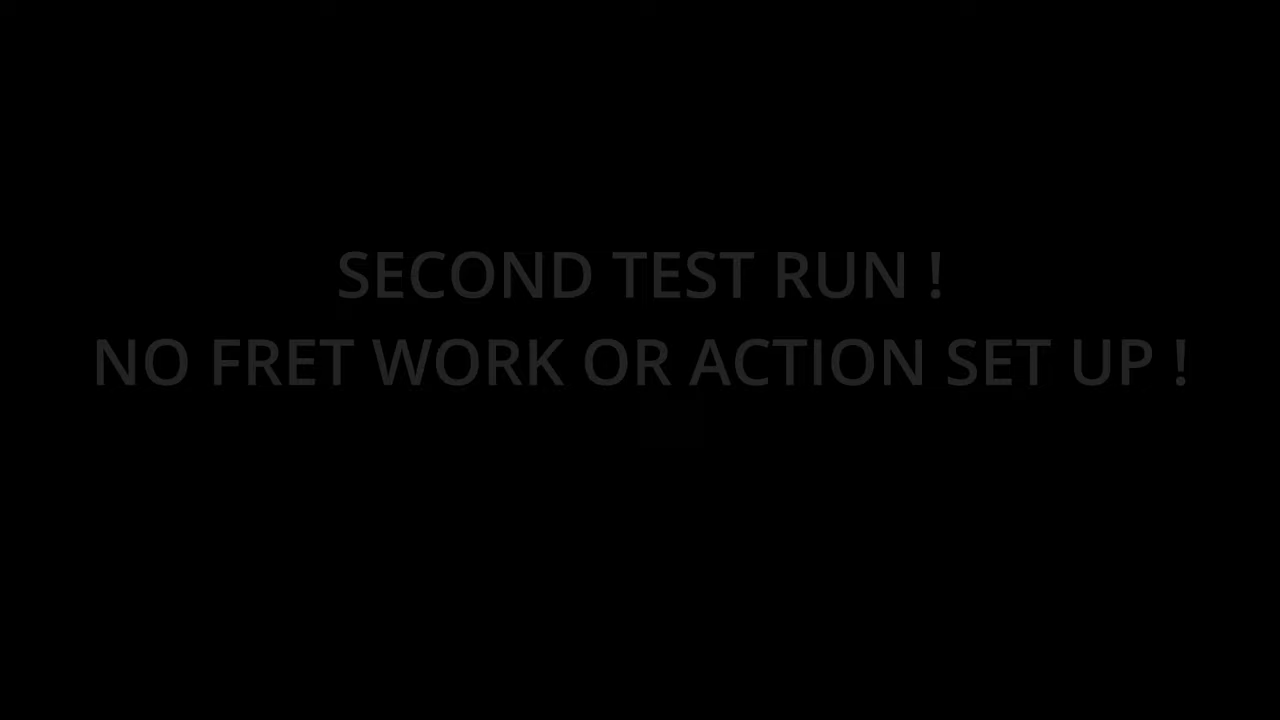 SECOND TEST RUN !
NO FRET WORK OR ACTION SET UP !